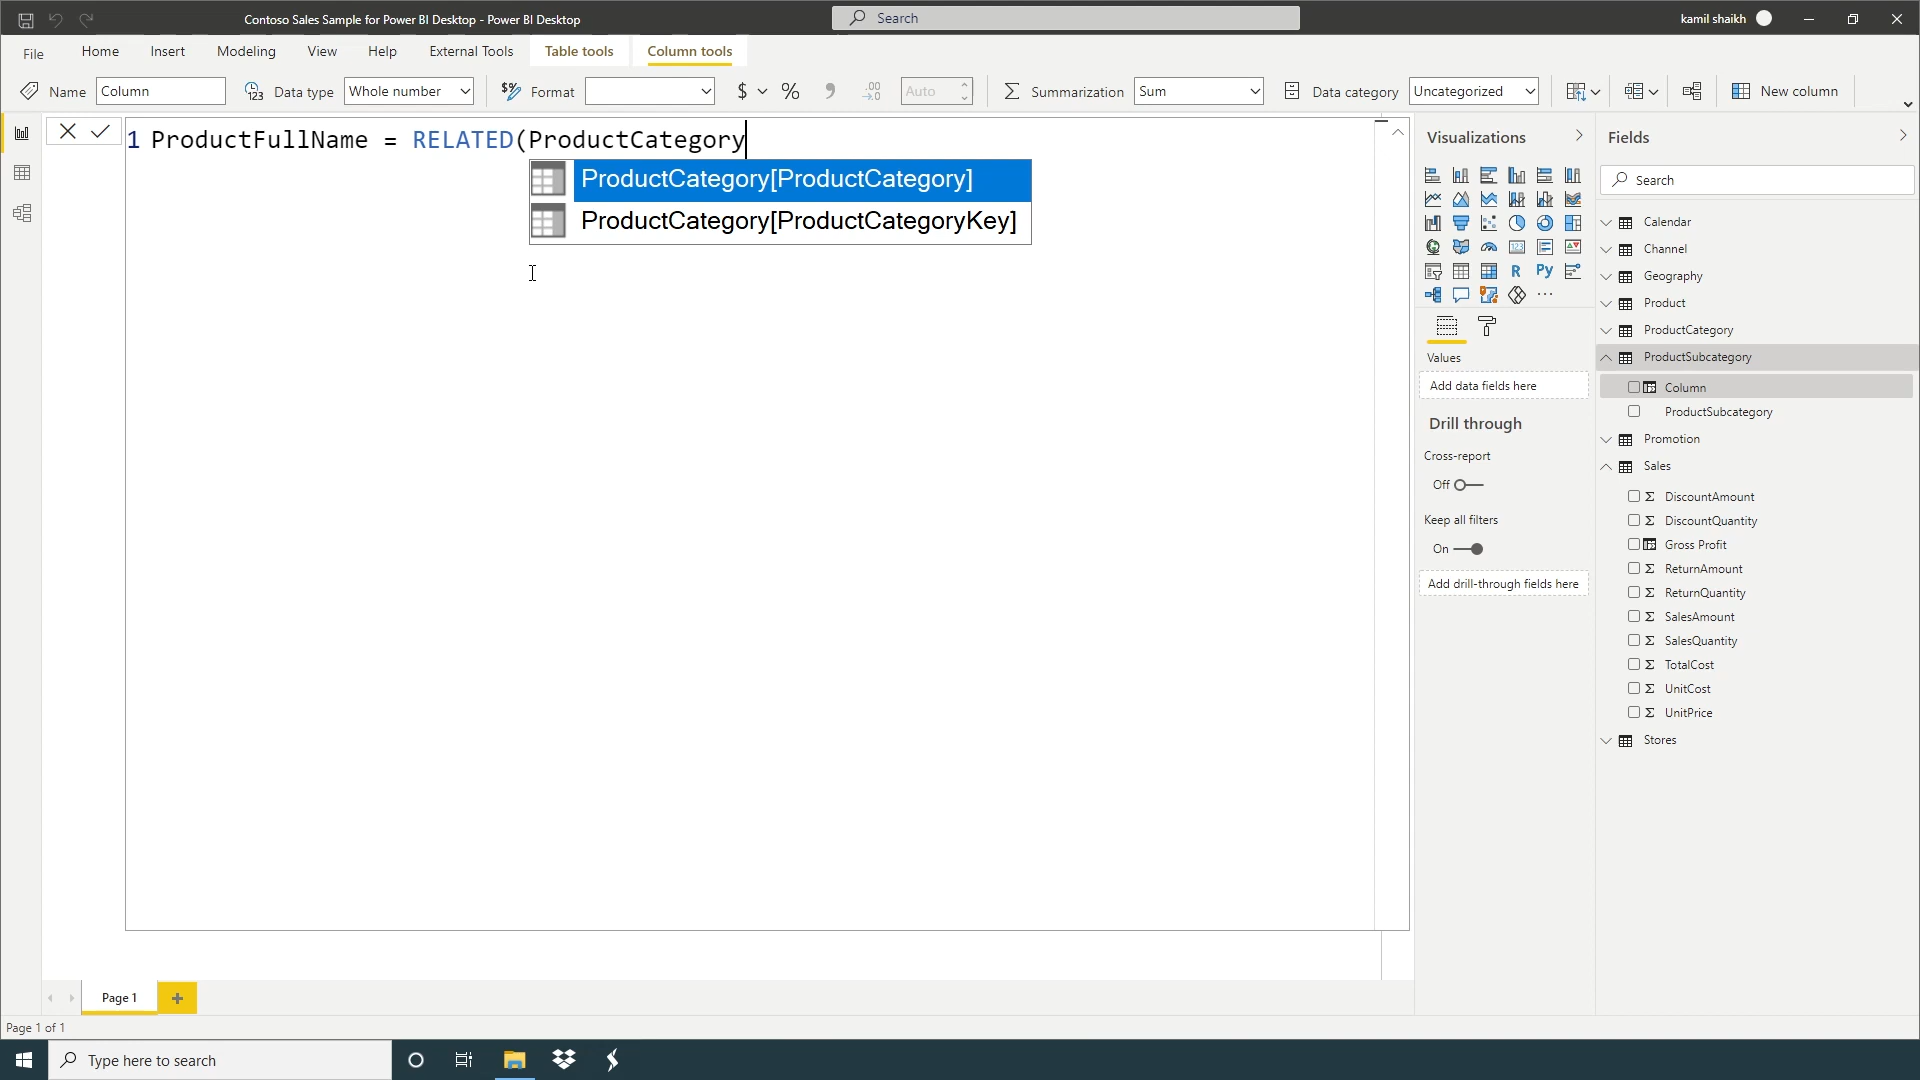 Contoso Sales Sample for Power BI Desktop - Power BI Desktop
Search
kamil shaikh
File
Home
Insert
Modeling
View
Help
External Tools
Table tools
Column tools
Name
Column
Data type
Whole number
Format
$
%
Auto
Summarization
Sum
Data category
Uncategorized
New column
1 ProductFullName = RELATED(ProductCategory
ProductCategory[ProductCategory]
ProductCategory[ProductCategoryKey]
Visualizations
R
Py
Values
Add data fields here
Drill through
Cross-report
Off
Keep all filters
On
Add drill-through fields here
Fields
Search
Calendar
Channel
Geography
Product
ProductCategory
ProductSubcategory
Column
ProductSubcategory
Promotion
Sales
DiscountAmount
DiscountQuantity
Gross Profit
ReturnAmount
ReturnQuantity
SalesAmount
SalesQuantity
TotalCost
UnitCost
UnitPrice
Stores
Page 1
Page 1 of 1
Type here to search